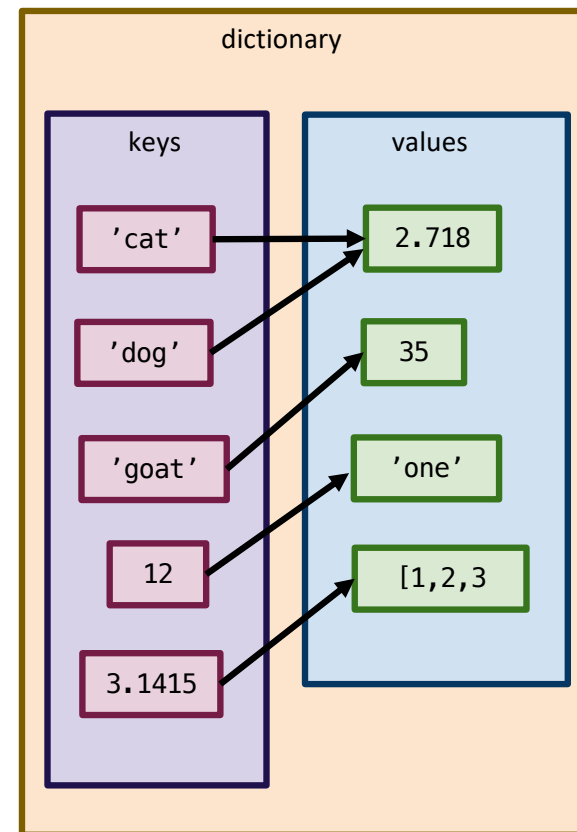 dictionary
keys
values
’cat’
2.718
’dog’
35
’goat’
’one’
12
[1,2,3
3.1415